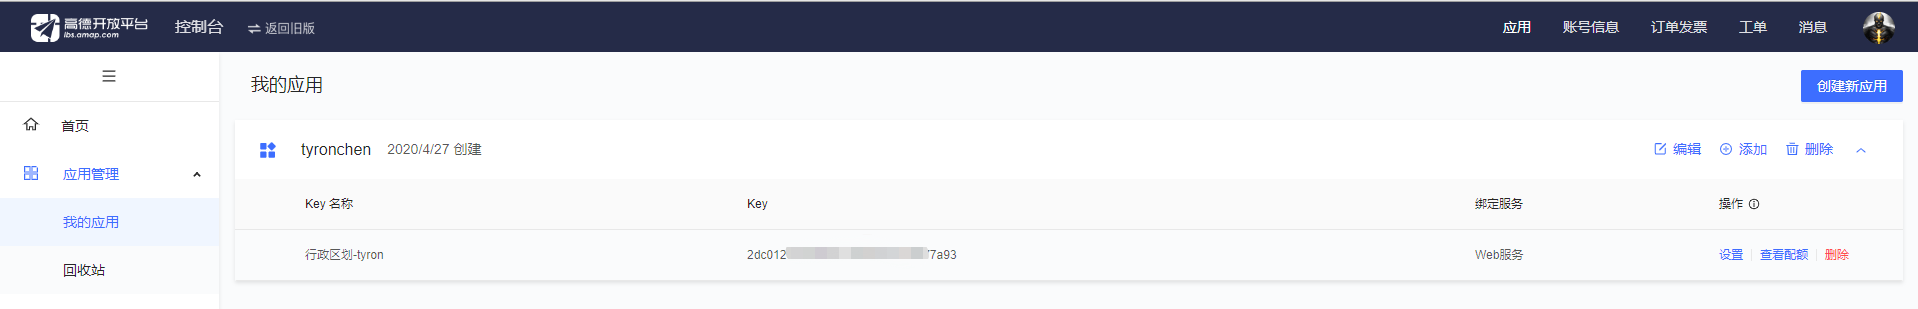 高德开放平台 控制台 返回旧版 应用 账号信息 订单发票 工单 消息
lbs.amap.com
我的应用 创建新应用
首页
tyronchen 2020/4/27 创建 编辑 添加 删除
应用管理
Key 名称 Key 绑定服务 操作
我的应用
行政区划-tyron 2dc012 7a93 Web服务 设置 查看配额 删除
回收站